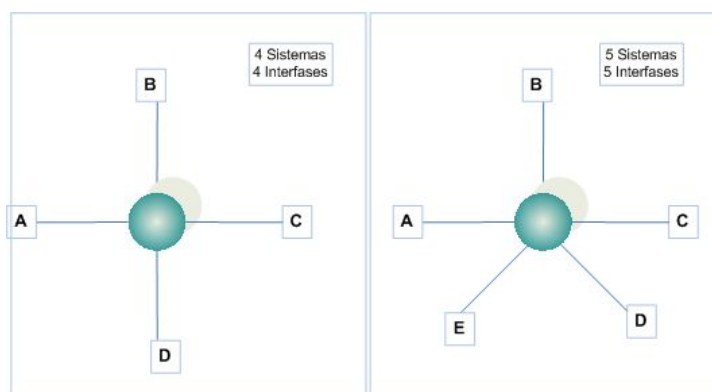 4 Sistemas
4 Interfases
B
A
C
D
5 Sistemas
5 Interfases
B
A
C
E
D